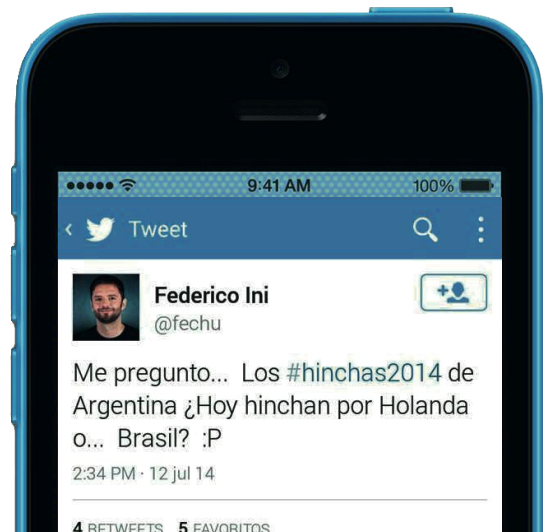 9:41 AM 100%
‹ Tweet
Federico Ini
@fechu
Me pregunto... Los #hinchas2014 de
Argentina ¿Hoy hinchan por Holanda
o... Brasil? :P
2:34 PM · 12 jul 14
4 RETWEETS 5 FAVORITOS